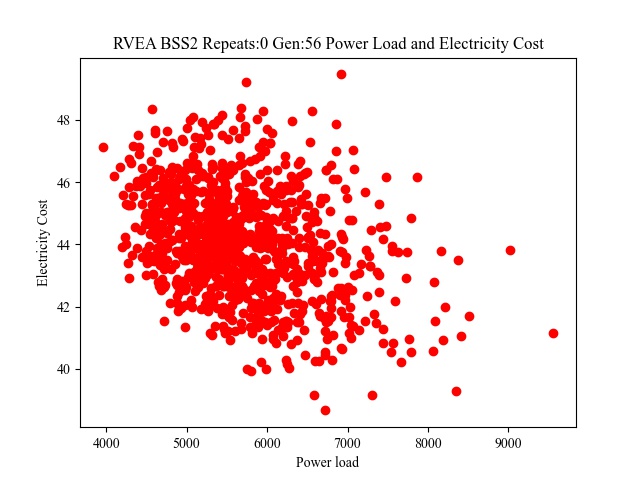 RVEA BSS2 Repeats:0 Gen:56 Power Load and Electricity Cost
48
46
44
42
40
Electricity Cost
4000 5000 6000 7000 8000 9000
Power load